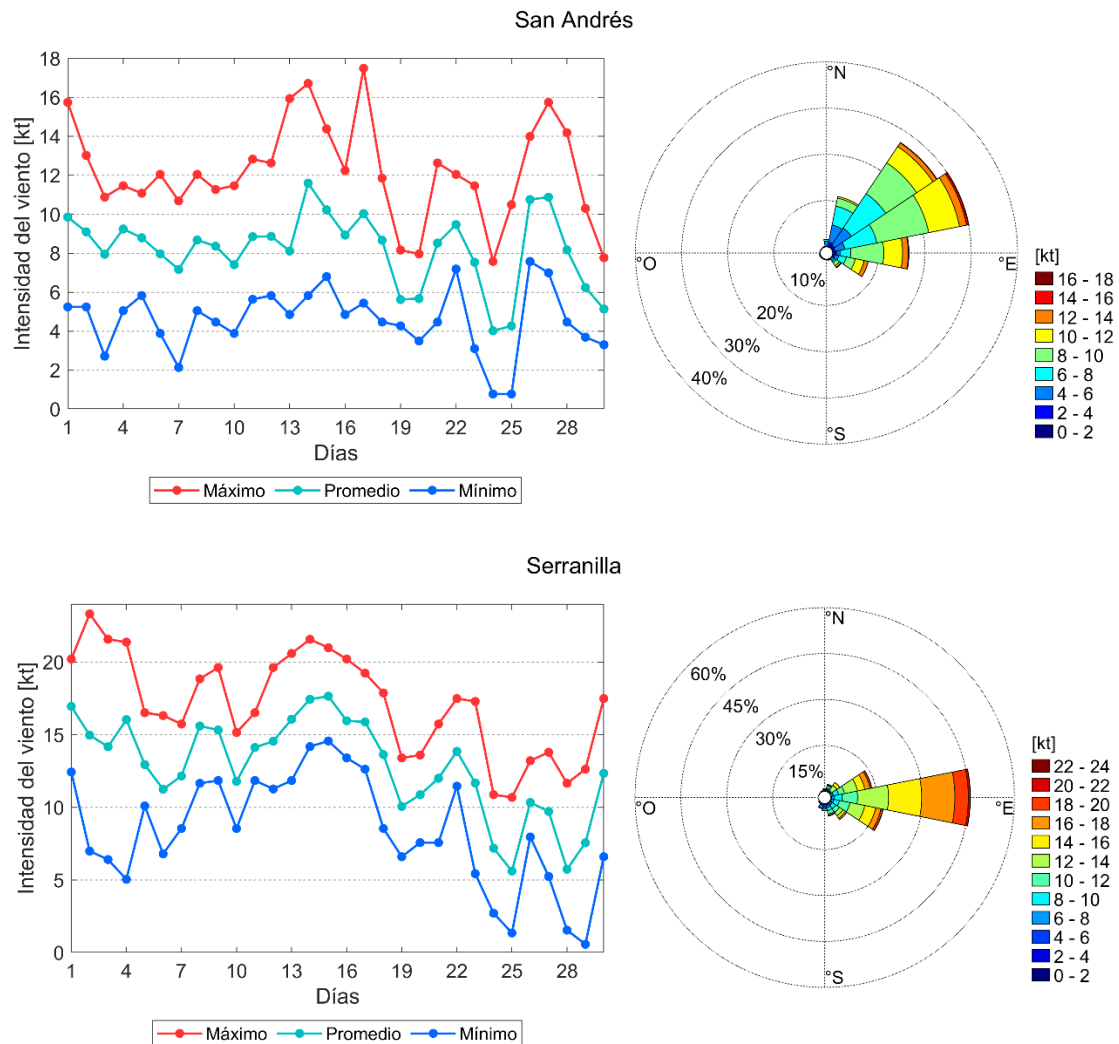 San Andrés
Intensidad del viento [kt]
18
16
14
12
10
8
6
4
2
0
1 4 7 10 13 16 19 22 25 28
Días
Máximo Promedio Mínimo
°N
°O
°E
°S
10%
20%
30%
40%
[kt]
16 - 18
14 - 16
12 - 14
10 - 12
8 - 10
6 - 8
4 - 6
2 - 4
0 - 2
Serranilla
Intensidad del viento [kt]
20
15
10
5
0
1 4 7 10 13 16 19 22 25 28
Días
Máximo Promedio Mínimo
°N
60%
45%
30%
15%
°O
°E
°S
[kt]
22 - 24
20 - 22
18 - 20
16 - 18
14 - 16
12 - 14
10 - 12
8 - 10
6 - 8
4 - 6
2 - 4
0 - 2